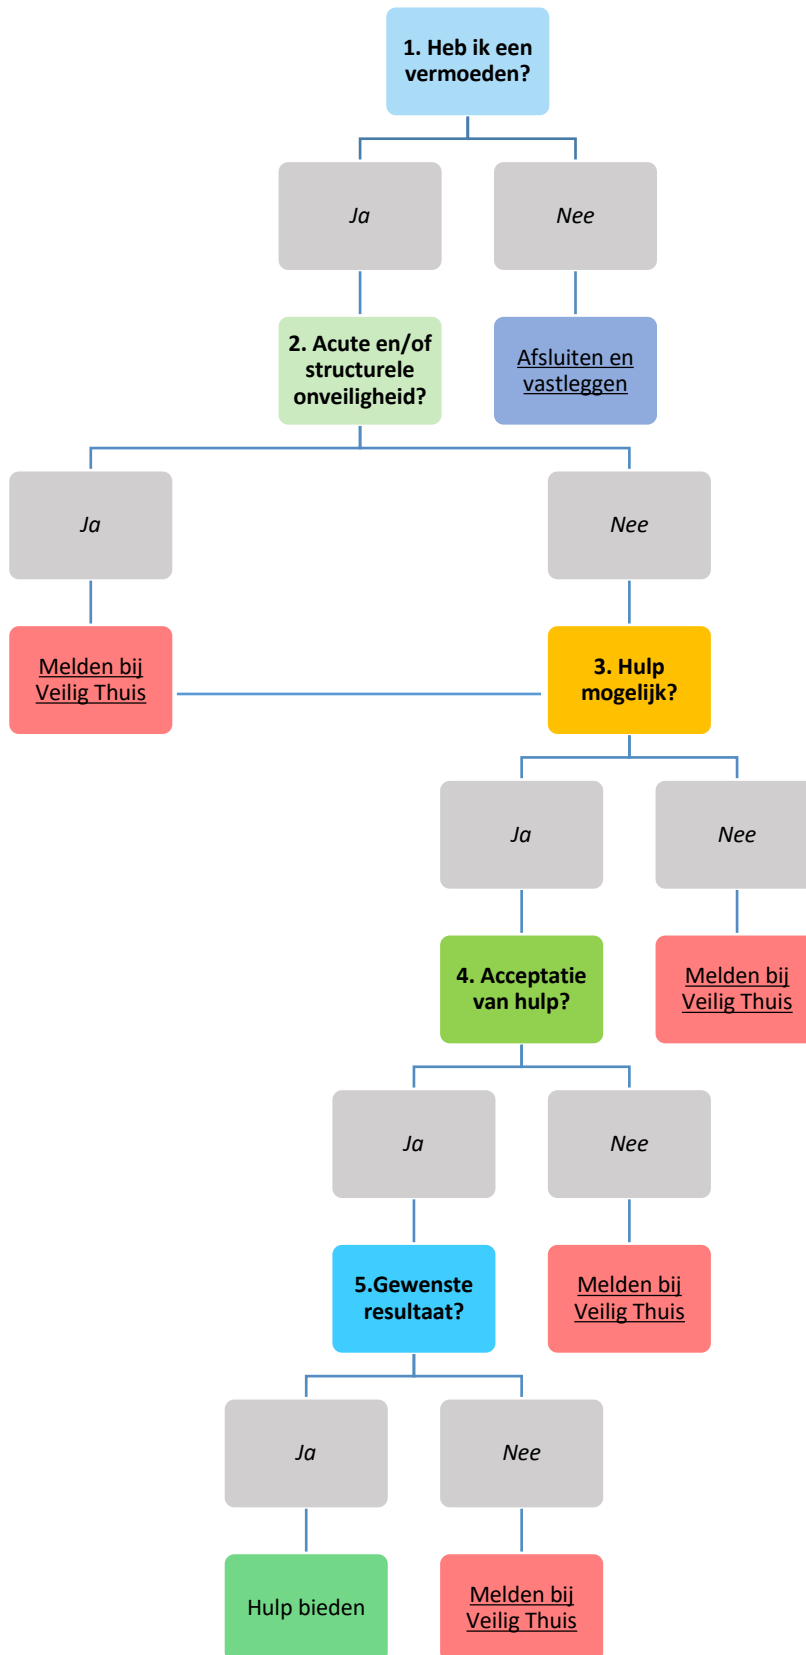 1. Heb ik een
vermoeden?
Ja
Nee
2. Acute en/of
structurele
onveiligheid?
Afsluiten en
vastleggen
Ja
Nee
Melden bij
Veilig Thuis
3. Hulp
mogelijk?
Ja
Nee
4. Acceptatie
van hulp?
Melden bij
Veilig Thuis
Ja
Nee
5.Gewenste
resultaat?
Melden bij
Veilig Thuis
Ja
Nee
Hulp bieden
Melden bij
Veilig Thuis